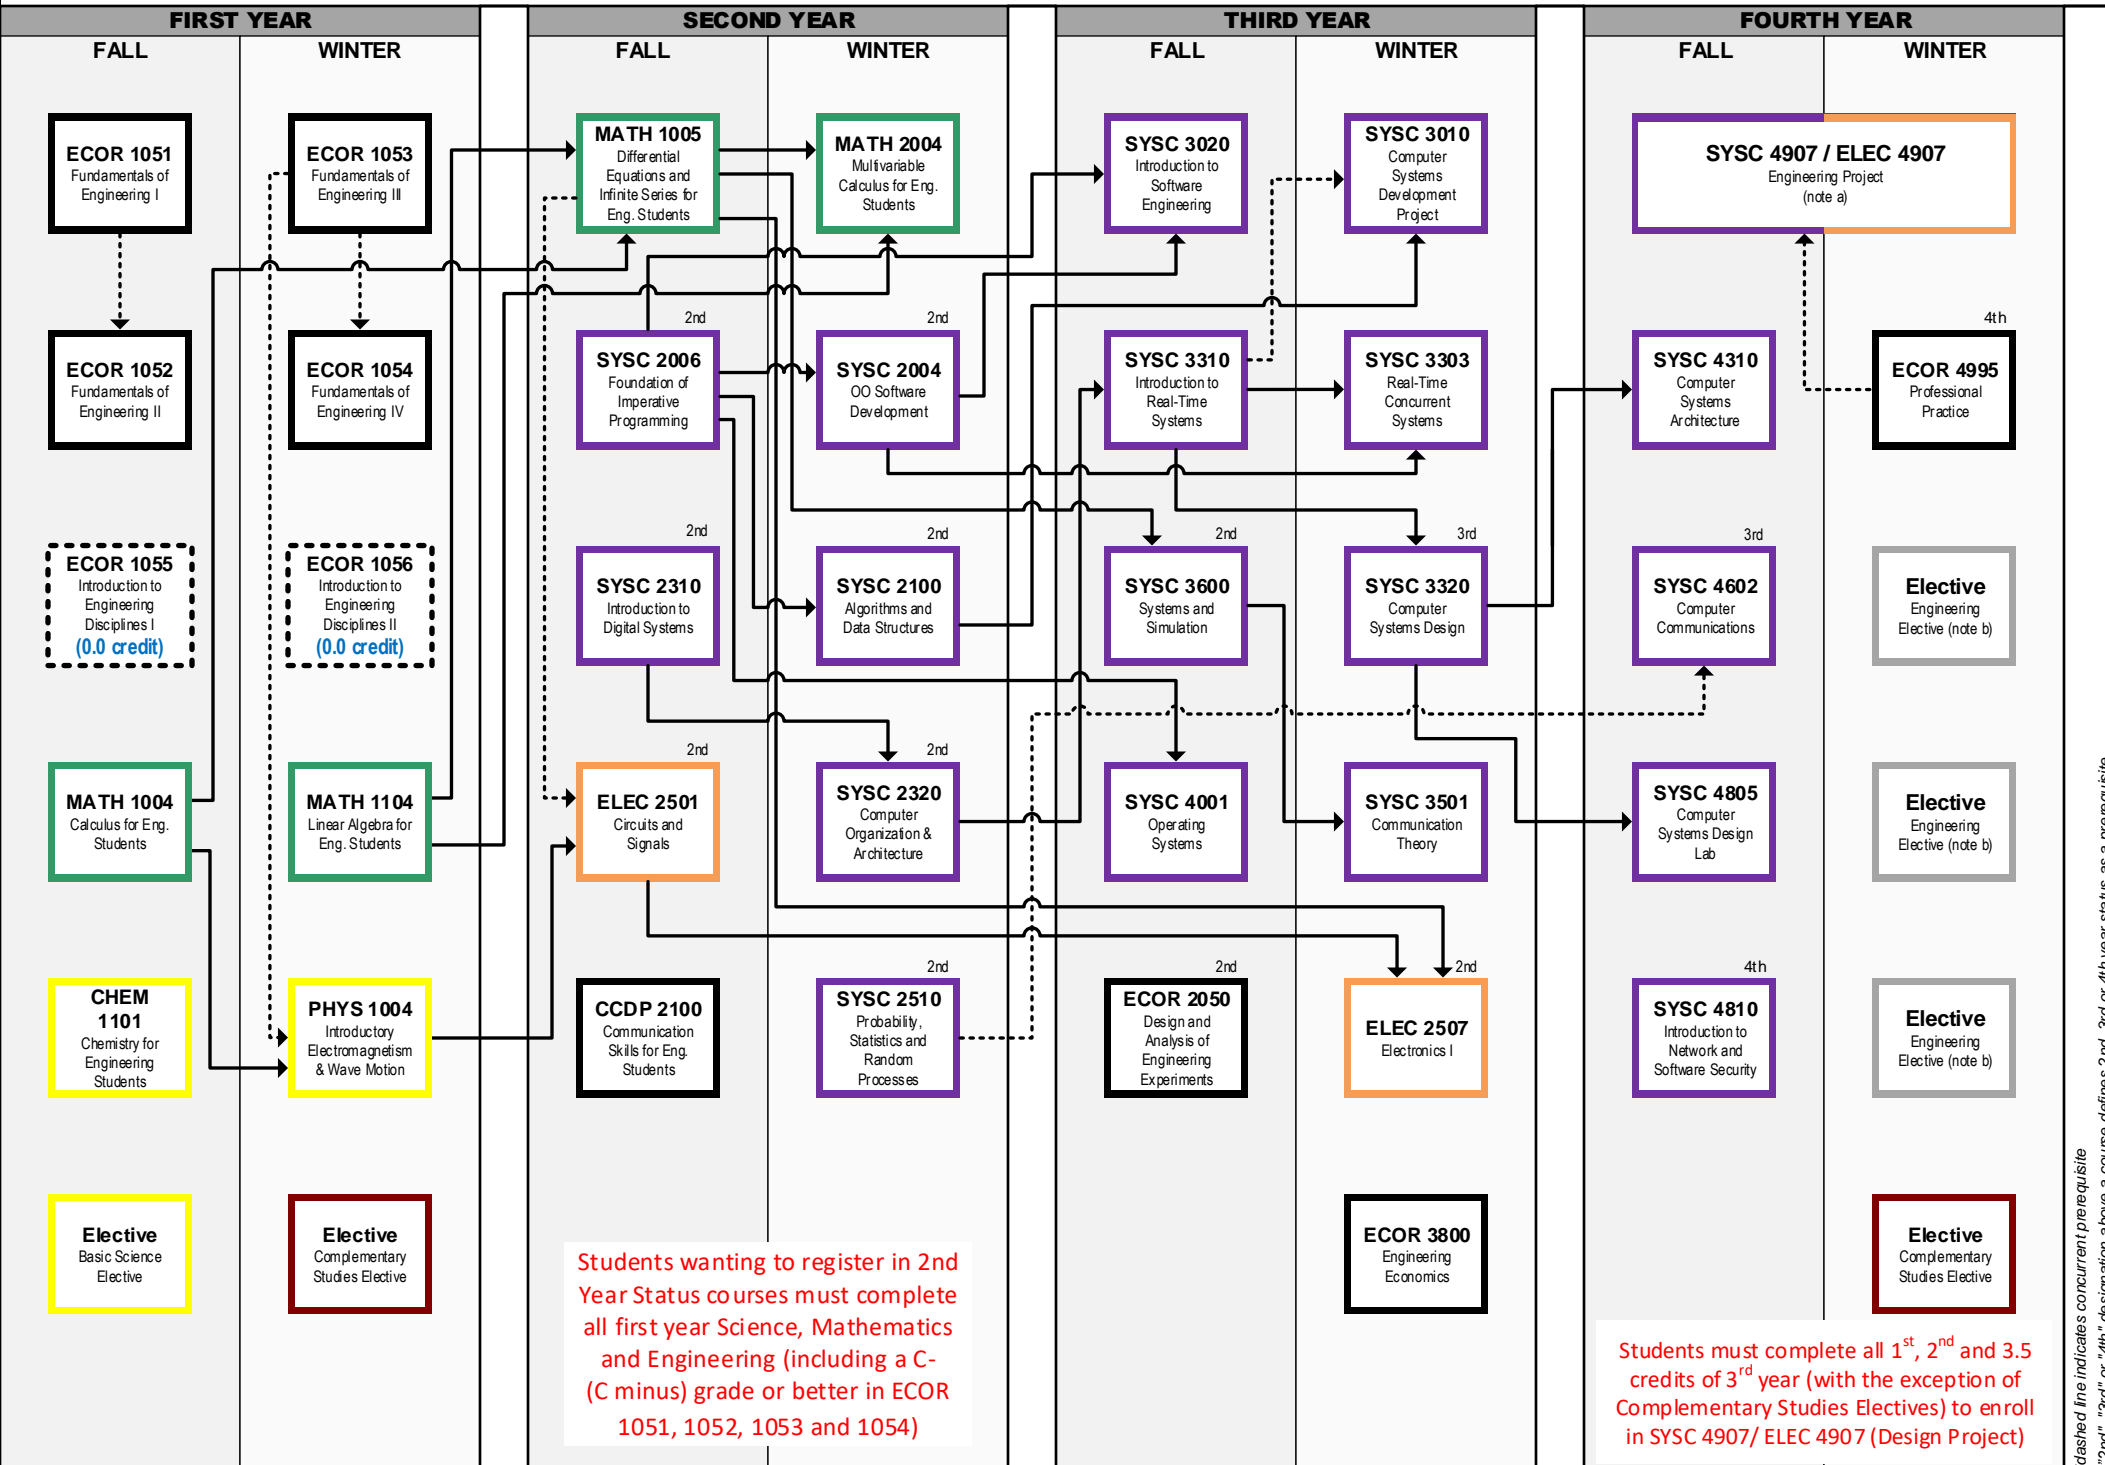 FIRST YEAR
SECOND YEAR
THIRD YEAR
FOURTH YEAR
FALL
WINTER
FALL
WINTER
FALL
WINTER
FALL
WINTER
ECOR 1051
Fundamentals of
Engineering I
ECOR 1053
Fundamentals of
Engineering III
MATH 1005
Differential
Equations and
Infinite Series for
Eng. Students
MATH 2004
Multivariable
Calculus for Eng.
Students
SYSC 3020
Introduction to
Software
Engineering
SYSC 3010
Computer
Systems
Development
Project
SYSC 4907 / ELEC 4907
Engineering Project
(note a)
ECOR 1052
Fundamentals of
Engineering II
ECOR 1054
Fundamentals of
Engineering IV
2nd
SYSC 2006
Foundation of
Imperative
Programming
2nd
SYSC 2004
OO Software
Development
SYSC 3310
Introduction to
Real-Time
Systems
SYSC 3303
Real-Time
Concurrent
Systems
SYSC 4310
Computer
Systems
Architecture
4th
ECOR 4995
Professional
Practice
ECOR 1055
Introduction to
Engineering
Disciplines I
(0.0 credit)
ECOR 1056
Introduction to
Engineering
Disciplines II
(0.0 credit)
2nd
SYSC 2310
Introduction to
Digital Systems
2nd
SYSC 2100
Algorithms and
Data Structures
2nd
SYSC 3600
Systems and
Simulation
3rd
SYSC 3320
Computer
Systems Design
3rd
SYSC 4602
Computer
Communications
Elective
Engineering
Elective (note b)
MATH 1004
Calculus for Eng.
Students
MATH 1104
Linear Algebra for
Eng. Students
2nd
ELEC 2501
Circuits and
Signals
2nd
SYSC 2320
Computer
Organization &
Architecture
SYSC 4001
Operating
Systems
SYSC 3501
Communication
Theory
SYSC 4805
Computer
Systems Design
Lab
Elective
Engineering
Elective (note b)
CHEM
1101
Chemistry for
Engineering
Students
PHYS 1004
Introductory
Electromagnetism
& Wave Motion
CCDP 2100
Communication
Skills for Eng.
Students
2nd
SYSC 2510
Probability,
Statistics and
Random
Processes
2nd
ECOR 2050
Design and
Analysis of
Engineering
Experiments
2nd
ELEC 2507
Electronics I
4th
SYSC 4810
Introduction to
Network and
Software Security
Elective
Engineering
Elective (note b)
Elective
Basic Science
Elective
Elective
Complementary
Studies Elective
Students wanting to register in 2nd
Year Status courses must complete
all first year Science, Mathematics
and Engineering (including a C-
(C minus) grade or better in ECOR
1051, 1052, 1053 and 1054)
ECOR 3800
Engineering
Economics
Elective
Complementary
Studies Elective
Students must complete all 1st, 2nd and 3.5
credits of 3rd year (with the exception of
Complementary Studies Electives) to enroll
in SYSC 4907/ ELEC 4907 (Design Project)
dashed line indicates concurrent prerequisite
"2nd", "3rd" or "4th" designation above a course defines 2nd, 3rd or 4th year status as a prerequisite